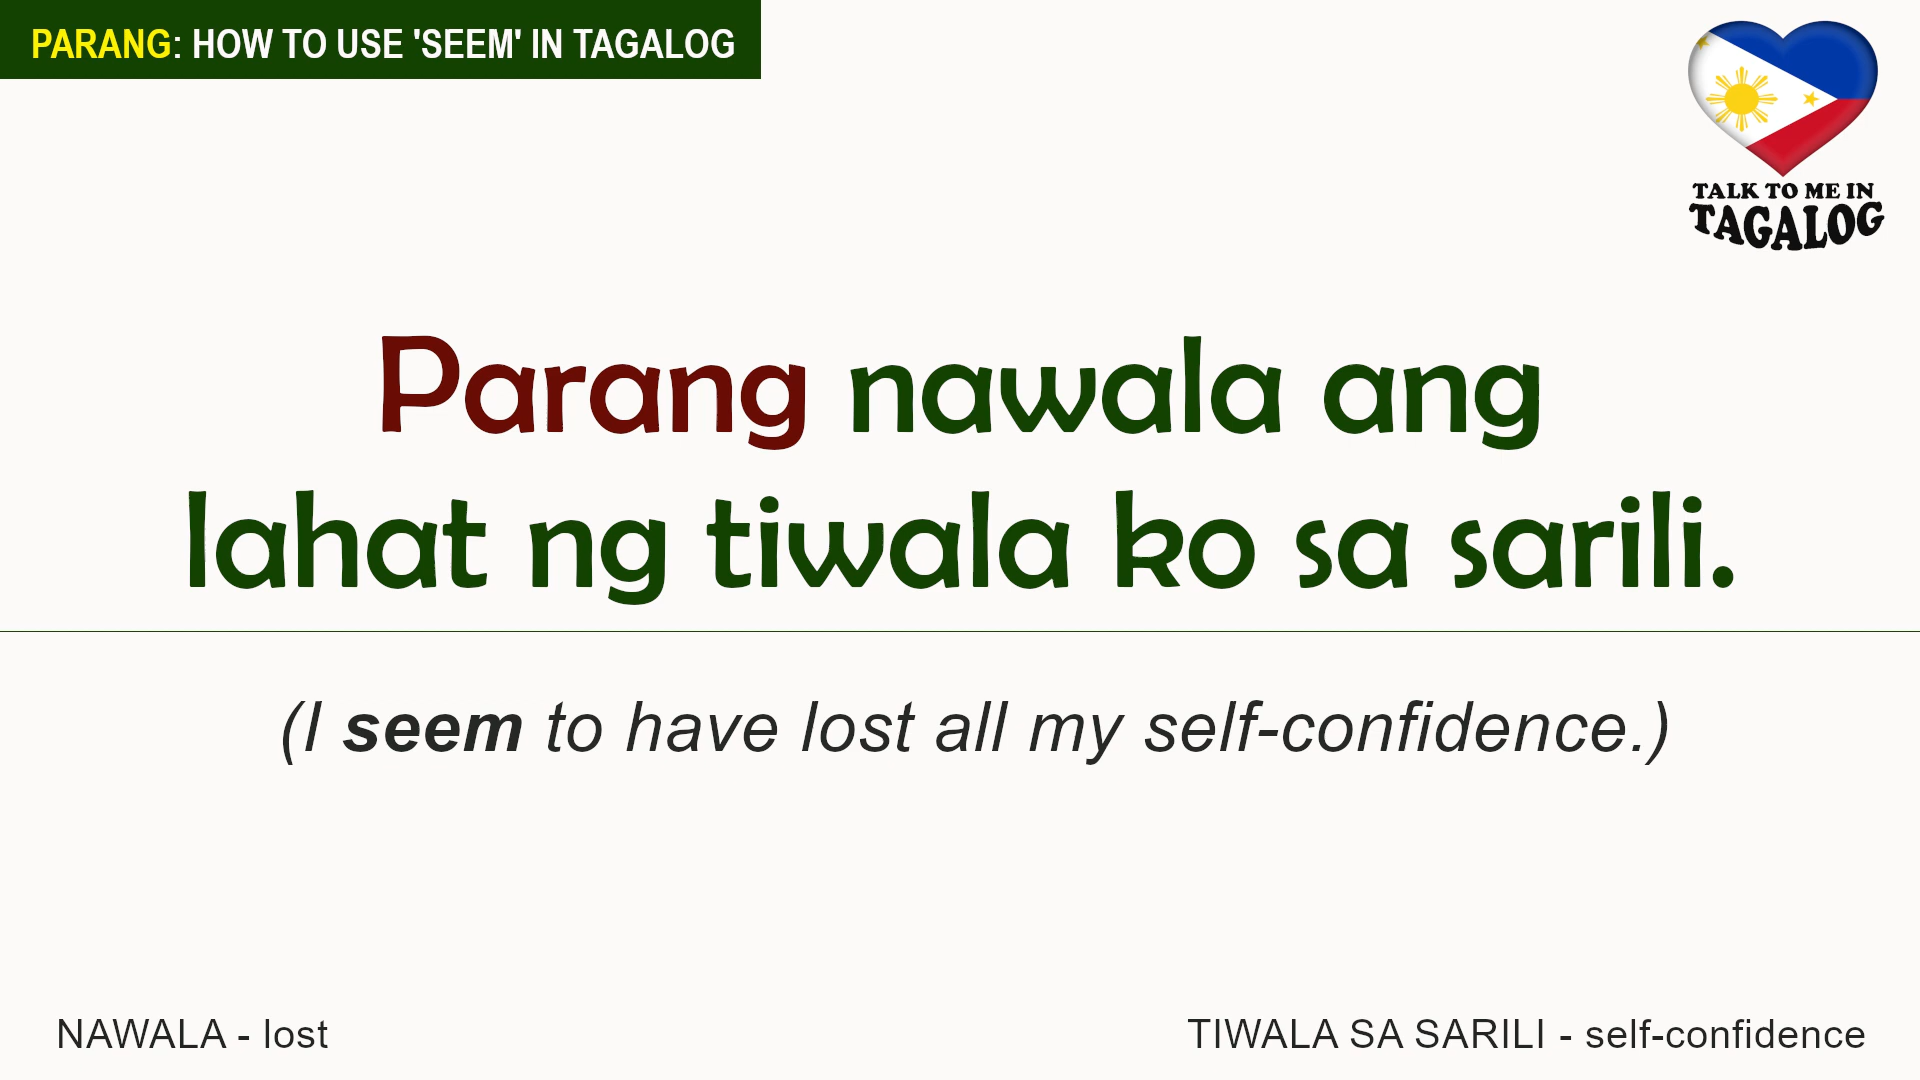 PARANG: HOW TO USE 'SEEM' IN TAGALOG
TALK TO ME IN
TAGALOG
Parang nawala ang
lahat ng tiwala ko sa sarili.
(I seem to have lost all my self-confidence.)
NAWALA - lost
TIWALA SA SARILI - self-confidence